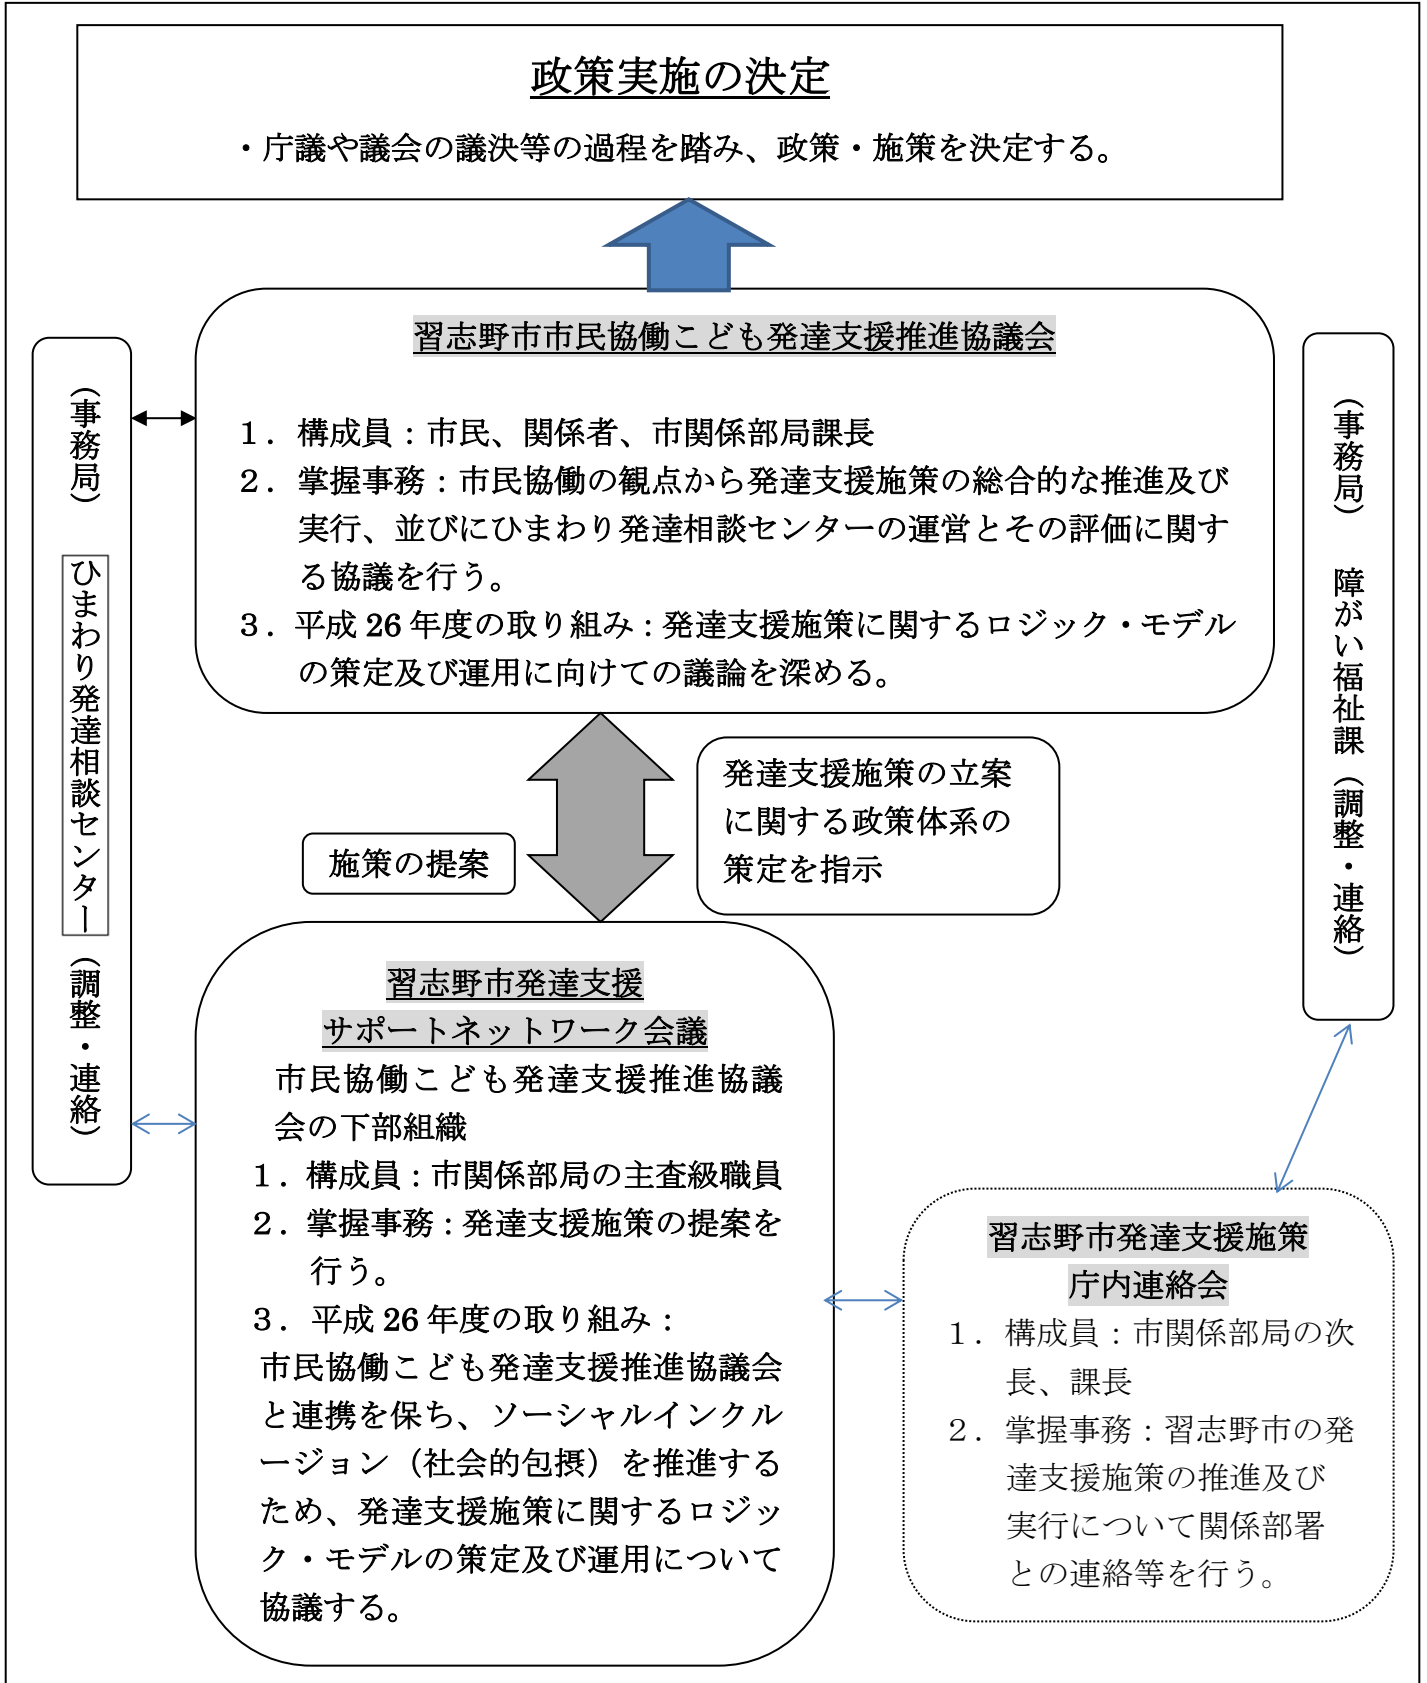 政策実施の決定
・庁議や議会の議決等の過程を踏み、政策・施策を決定する。
習志野市市民協働こども発達支援推進協議会
１．構成員：市民、関係者、市関係部局課長
２．掌握事務：市民協働の観点から発達支援施策の総合的な推進及び
実行、並びにひまわり発達相談センターの運営とその評価に関す
る協議を行う。
３．平成 26 年度の取り組み：発達支援施策に関するロジック・モデル
の策定及び運用に向けての議論を深める。
（事務局）　ひまわり発達相談センター（調整・連絡）
（事務局）　障がい福祉課（調整・連絡）
発達支援施策の立案
に関する政策体系の
策定を指示
施策の提案
習志野市発達支援
サポートネットワーク会議
市民協働こども発達支援推進協議
会の下部組織
１．構成員：市関係部局の主査級職員
２．掌握事務：発達支援施策の提案を
行う。
３．平成 26 年度の取り組み：
市民協働こども発達支援推進協議会
と連携を保ち、ソーシャルインクル
ージョン（社会的包摂）を推進する
ため、発達支援施策に関するロジッ
ク・モデルの策定及び運用について
協議する。
習志野市発達支援施策
庁内連絡会
１．構成員：市関係部局の次
長、課長
２．掌握事務：習志野市の発
達支援施策の推進及び
実行について関係部署
との連絡等を行う。